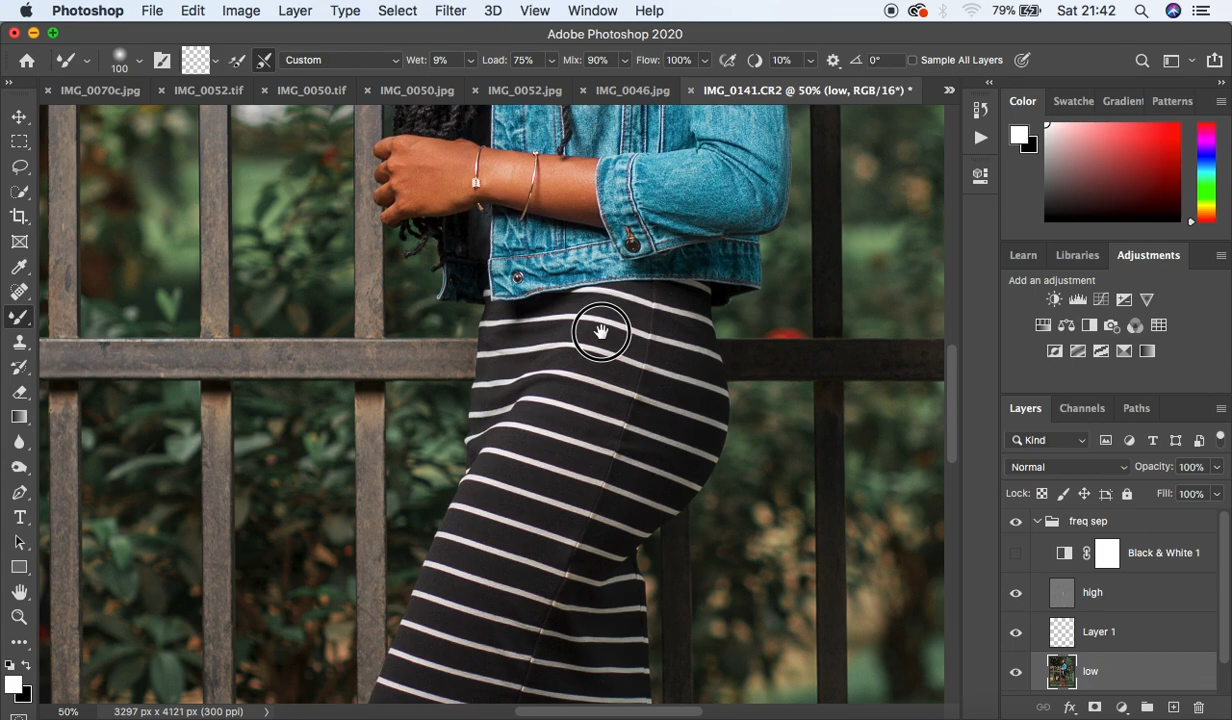 Photoshop File Edit Image Layer Type Select Filter 3D View Window Help 79% Sat 21:42
Adobe Photoshop 2020
100 Custom Wet: 9% Load: 75% Mix: 90% Flow: 100% 10% 0° Sample All Layers
IMG_0070c.jpg IMG_0052.tif IMG_0050.tif IMG_0050.jpg IMG_0052.jpg IMG_0046.jpg IMG_0141.CR2 @ 50% (low, RGB/16*) *
Color Swatche Gradient Patterns
Learn Libraries Adjustments
Add an adjustment
Layers Channels Paths
Kind
Normal Opacity: 100%
Lock: Fill: 100%
freq sep
Black & White 1
high
Layer 1
low
50% 3297 px x 4121 px (300 ppi)